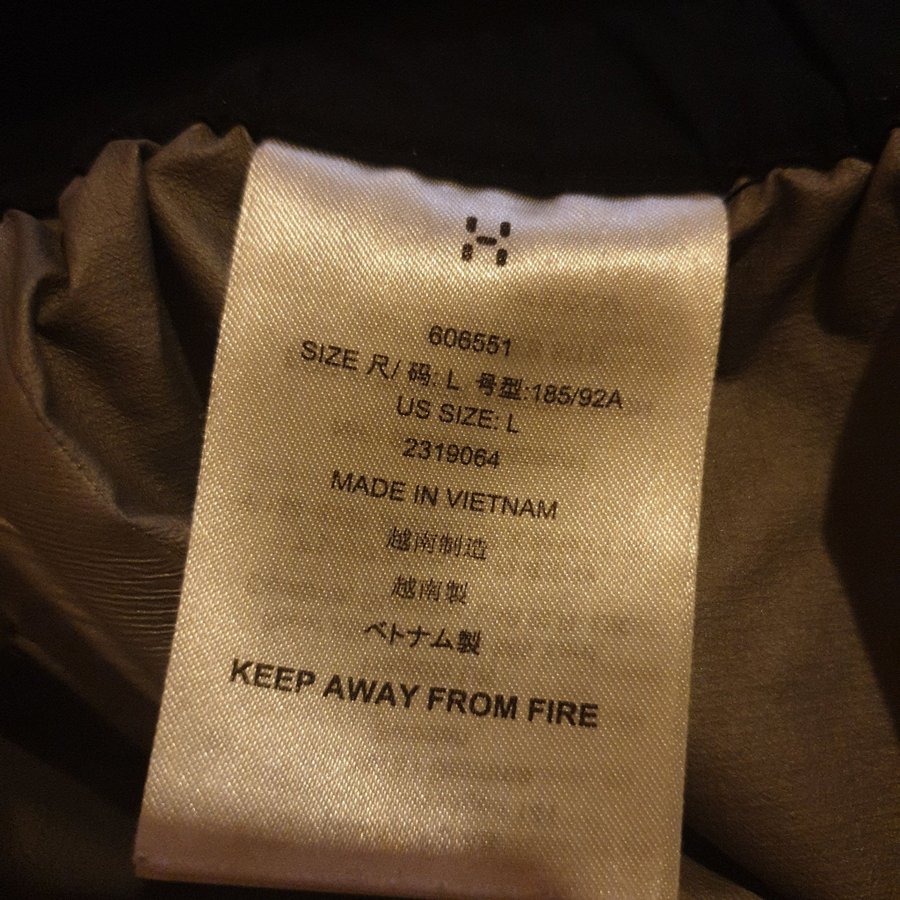 606551
SIZE 尺/ 码: L 号型:185/92A
US SIZE: L
2319064
MADE IN VIETNAM
越南制造
越南製
ベトナム製
KEEP AWAY FROM FIRE